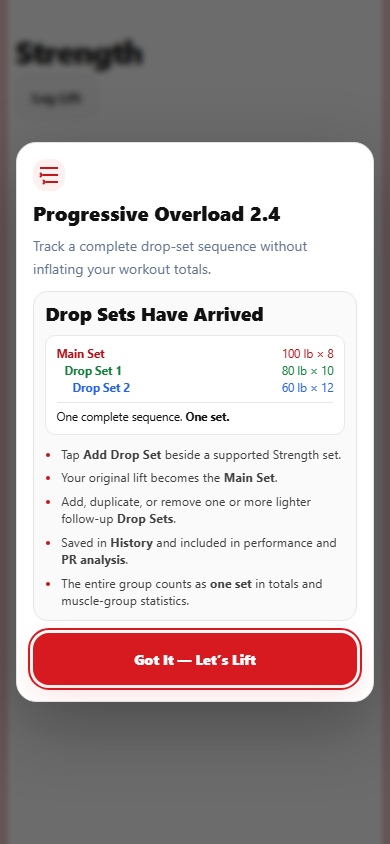 Strength
Log Lift
Progressive Overload 2.4
Track a complete drop-set sequence without
inflating your workout totals.
Drop Sets Have Arrived
Main Set 100 lb × 8
Drop Set 1 80 lb × 10
Drop Set 2 60 lb × 12
One complete sequence. One set.
• Tap Add Drop Set beside a supported Strength set.
• Your original lift becomes the Main Set.
• Add, duplicate, or remove one or more lighter
follow-up Drop Sets.
• Saved in History and included in performance and
PR analysis.
• The entire group counts as one set in totals and
muscle-group statistics.
Got It — Let’s Lift